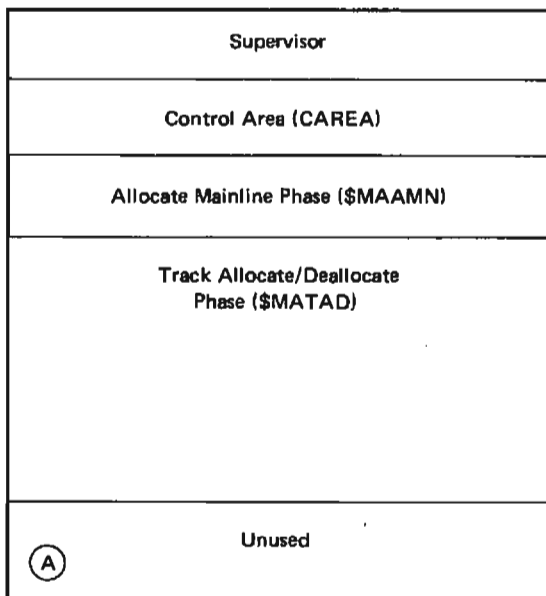 Supervisor
Control Area (CAREA)
Allocate Mainline Phase ($MAAMN)
Track Allocate/Deallocate
Phase ($MATAD)
Unused
A